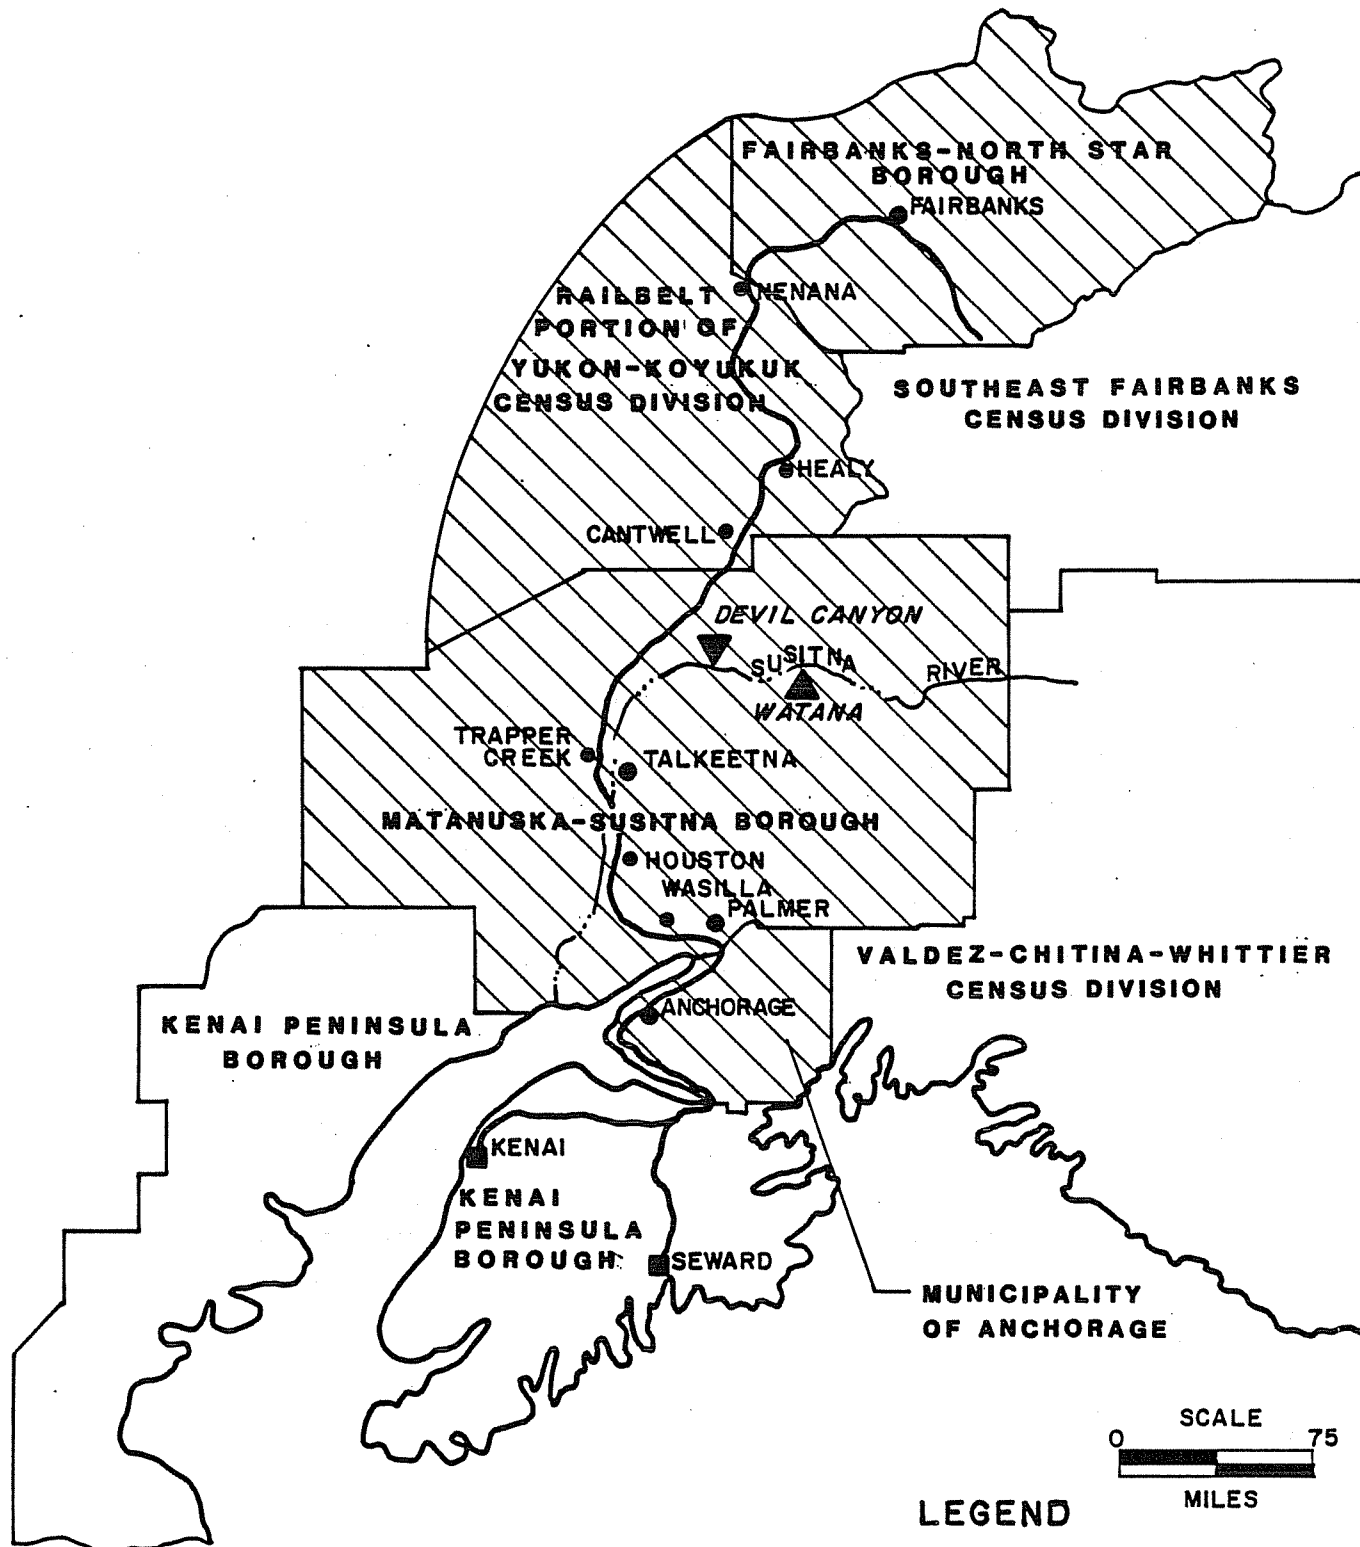 FAIRBANKS-NORTH STAR
BOROUGH
FAIRBANKS
NENANA
RAILBELT
PORTION OF
YUKON-KOYUKUK
CENSUS DIVISION
SOUTHEAST FAIRBANKS
CENSUS DIVISION
HEALY
CANTWELL
DEVIL CANYON
SUSITNA
RIVER
WATANA
TRAPPER
CREEK
TALKEETNA
MATANUSKA-SUSITNA BOROUGH
HOUSTON
WASILLA
PALMER
VALDEZ-CHITINA-WHITTIER
CENSUS DIVISION
ANCHORAGE
KENAI PENINSULA
BOROUGH
KENAI
KENAI
PENINSULA
BOROUGH
SEWARD
MUNICIPALITY
OF ANCHORAGE
SCALE
0 75
MILES
LEGEND